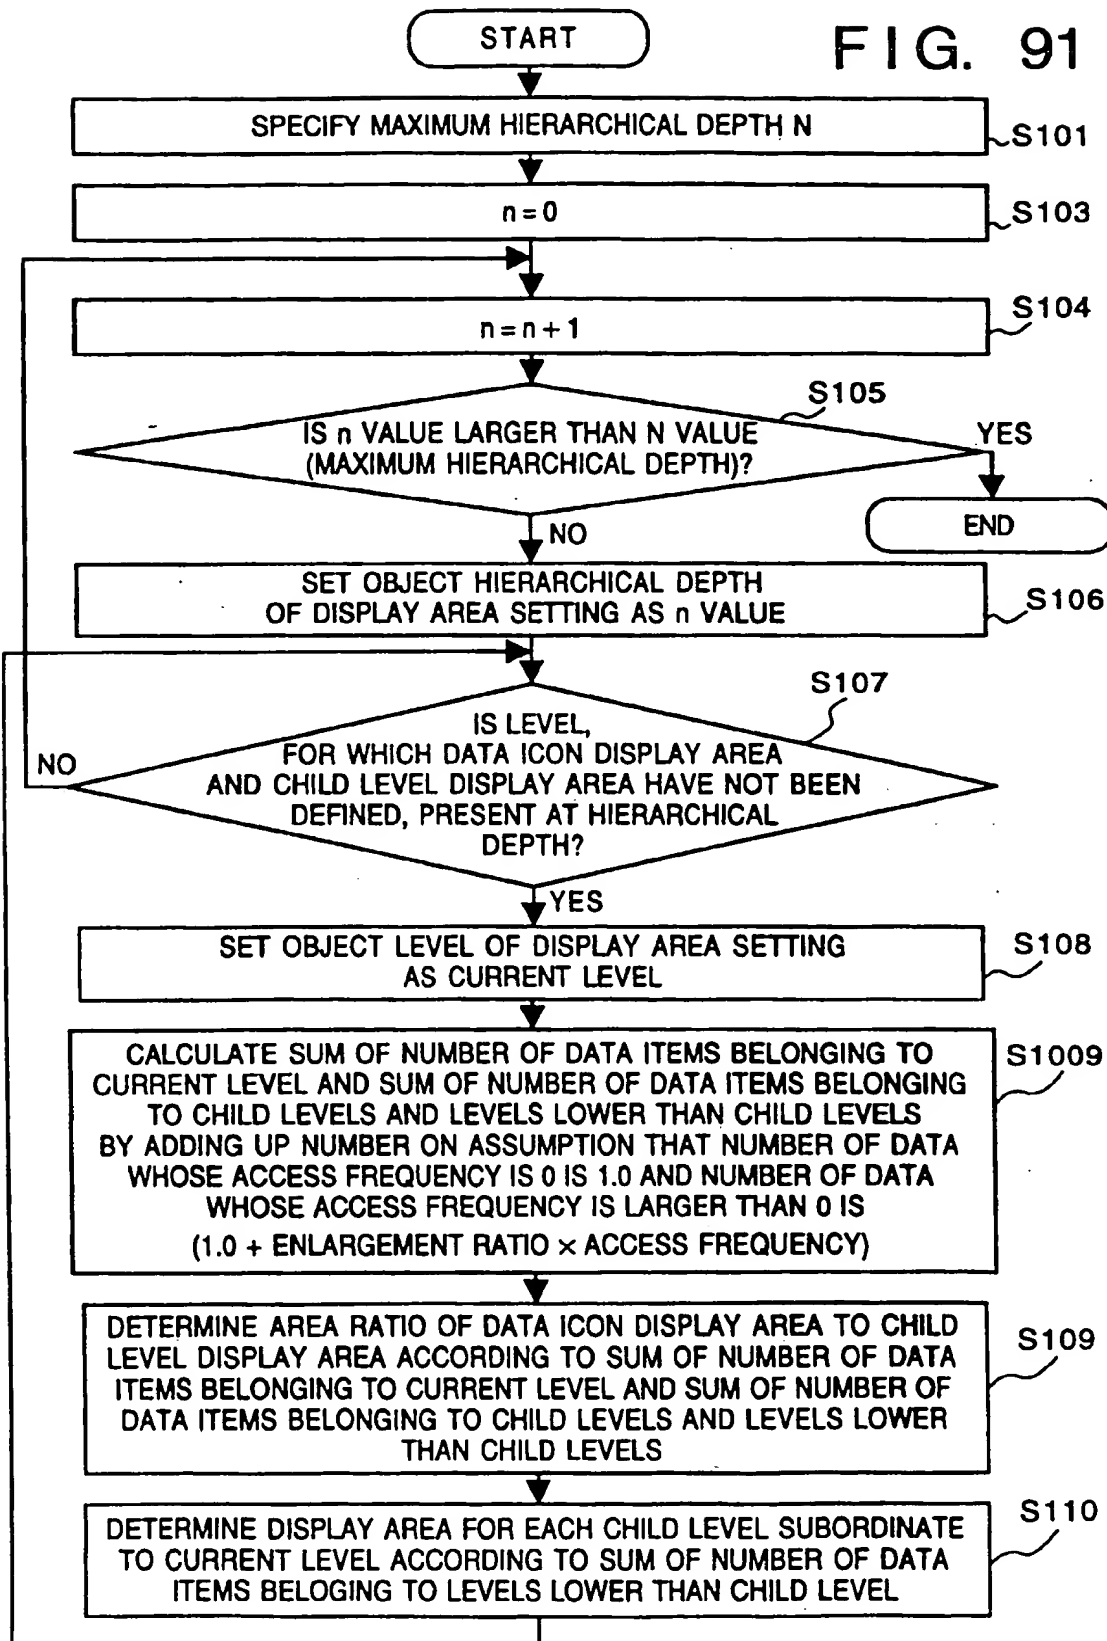 START
FIG. 91
SPECIFY MAXIMUM HIERARCHICAL DEPTH N
S101
n=0
S103
n=n+1
S104
S105
IS n VALUE LARGER THAN N VALUE
(MAXIMUM HIERARCHICAL DEPTH)?
YES
END
NO
SET OBJECT HIERARCHICAL DEPTH
OF DISPLAY AREA SETTING AS n VALUE
S106
S107
IS LEVEL,
FOR WHICH DATA ICON DISPLAY AREA
AND CHILD LEVEL DISPLAY AREA HAVE NOT BEEN
DEFINED, PRESENT AT HIERARCHICAL
DEPTH?
NO
YES
SET OBJECT LEVEL OF DISPLAY AREA SETTING
AS CURRENT LEVEL
S108
CALCULATE SUM OF NUMBER OF DATA ITEMS BELONGING TO
CURRENT LEVEL AND SUM OF NUMBER OF DATA ITEMS BELONGING
TO CHILD LEVELS AND LEVELS LOWER THAN CHILD LEVELS
BY ADDING UP NUMBER ON ASSUMPTION THAT NUMBER OF DATA
WHOSE ACCESS FREQUENCY IS 0 IS 1.0 AND NUMBER OF DATA
WHOSE ACCESS FREQUENCY IS LARGER THAN 0 IS
(1.0 + ENLARGEMENT RATIO × ACCESS FREQUENCY)
S1009
DETERMINE AREA RATIO OF DATA ICON DISPLAY AREA TO CHILD
LEVEL DISPLAY AREA ACCORDING TO SUM OF NUMBER OF DATA
ITEMS BELONGING TO CURRENT LEVEL AND SUM OF NUMBER OF
DATA ITEMS BELONGING TO CHILD LEVELS AND LEVELS LOWER
THAN CHILD LEVELS
S109
DETERMINE DISPLAY AREA FOR EACH CHILD LEVEL SUBORDINATE
TO CURRENT LEVEL ACCORDING TO SUM OF NUMBER OF DATA
ITEMS BELOGING TO LEVELS LOWER THAN CHILD LEVEL
S110